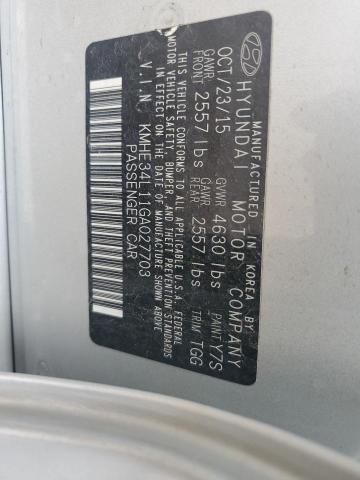 MANUFACTURED IN KOREA BY
HYUNDAI MOTOR COMPANY
OCT/23/15 GVWR 4630 lbs PAINT Y7S
GAWR FRONT 2557 lbs GAWR REAR 2557 lbs TRIM TGG
THIS VEHICLE CONFORMS TO ALL APPLICABLE U.S.A. FEDERAL
MOTOR VEHICLE SAFETY, BUMPER, AND THEFT PREVENTION STANDARDS
IN EFFECT ON THE DATE OF MANUFACTURE SHOWN ABOVE
V.I.N. KMHE34L11GA027703
PASSENGER CAR